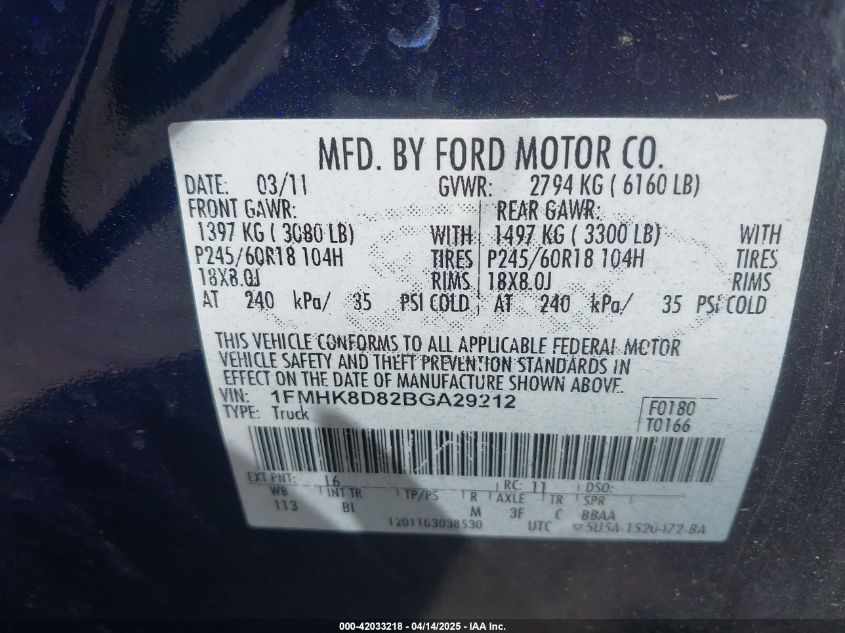 MFD. BY FORD MOTOR CO.
DATE: 03/11 GVWR: 2794 KG ( 6160 LB)
FRONT GAWR: REAR GAWR:
1397 KG ( 3080 LB) WITH 1497 KG ( 3300 LB) WITH
P245/60R18 104H TIRES P245/60R18 104H TIRES
18X8.0J RIMS 18X8.0J RIMS
AT 240 kPa/ 35 PSI COLD AT 240 kPa/ 35 PSI COLD
THIS VEHICLE CONFORMS TO ALL APPLICABLE FEDERAL MOTOR
VEHICLE SAFETY AND THEFT PREVENTION STANDARDS IN
EFFECT ON THE DATE OF MANUFACTURE SHOWN ABOVE.
VIN: 1FMHK8D82BGA29212
TYPE: Truck
F0180
T0166
EXT PNT: L6 RC: 11 DSO:
WB INT TR TP/PS R AXLE TR SPR
113 BL M 3F C BBAA
1201163038530 UTC 5U5A-1520472-BA
000-42033218 - 04/14/2025 - IAA Inc.